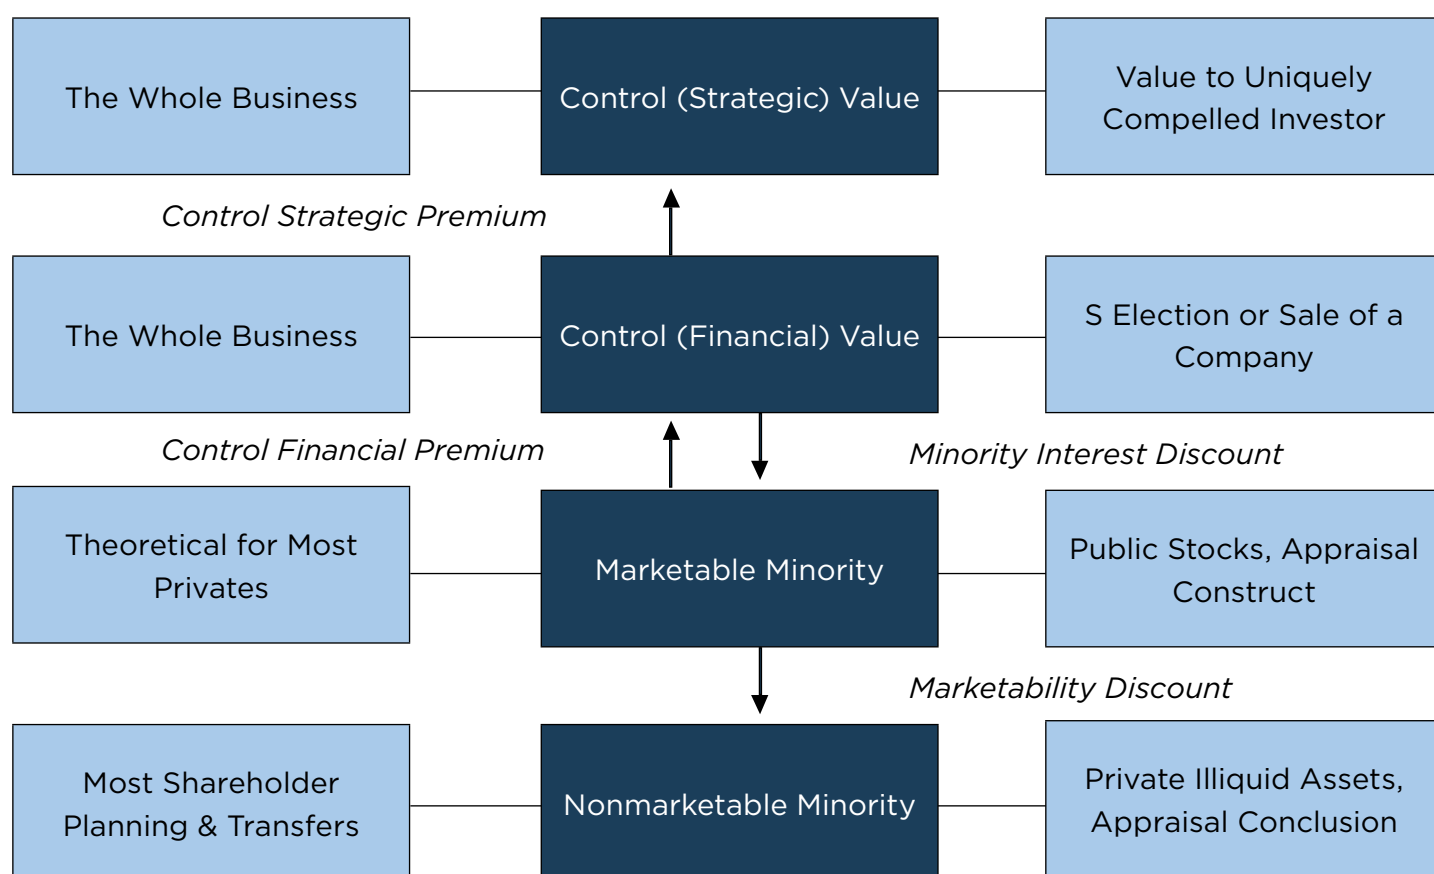 The Whole Business
Control (Strategic) Value
Value to Uniquely
Compelled Investor
Control Strategic Premium
The Whole Business
Control (Financial) Value
S Election or Sale of a
Company
Control Financial Premium
Minority Interest Discount
Theoretical for Most
Privates
Marketable Minority
Public Stocks, Appraisal
Construct
Marketability Discount
Most Shareholder
Planning & Transfers
Nonmarketable Minority
Private Illiquid Assets,
Appraisal Conclusion